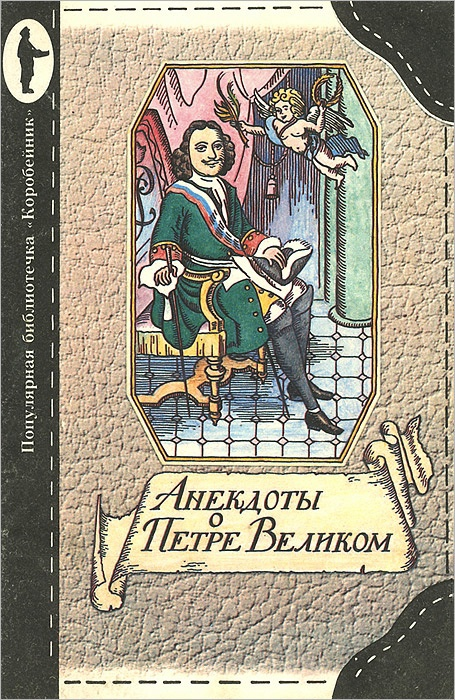 Популярная библиотечка «Коробейник»
Анекдоты
о
Петре Великом